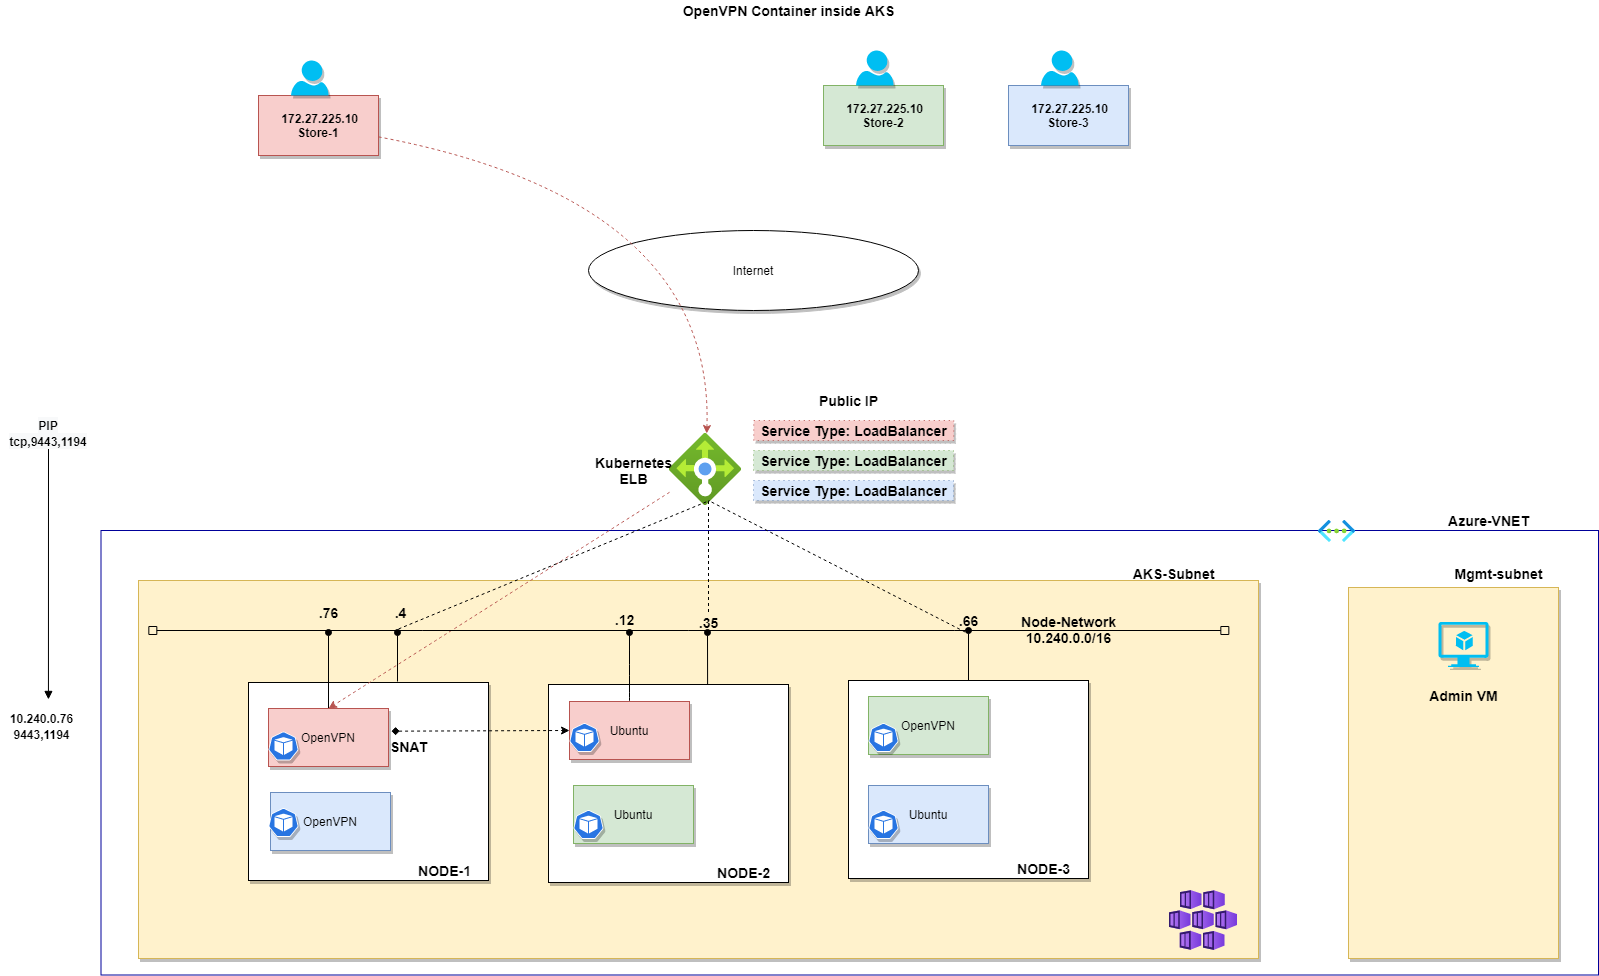 OpenVPN Container inside AKS
172.27.225.10
Store-1
172.27.225.10
Store-2
172.27.225.10
Store-3
Internet
Public IP
Service Type: LoadBalancer
Service Type: LoadBalancer
Service Type: LoadBalancer
Kubernetes
ELB
PIP
tcp,9443,1194
10.240.0.76
9443,1194
Azure-VNET
AKS-Subnet
Mgmt-subnet
.76
.4
.12
.35
.66
Node-Network
10.240.0.0/16
OpenVPN
SNAT
OpenVPN
NODE-1
Ubuntu
Ubuntu
NODE-2
OpenVPN
Ubuntu
NODE-3
Admin VM